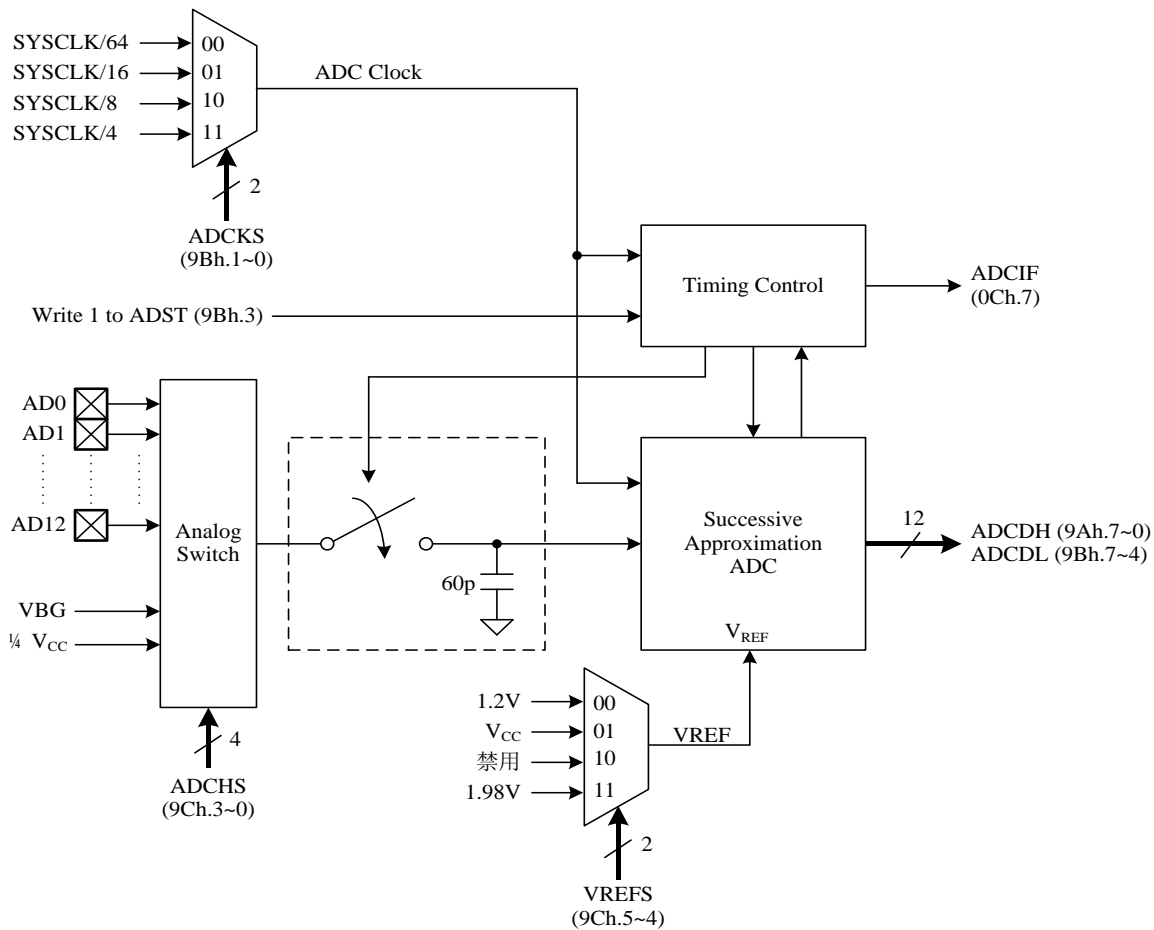 SYSCLK/64
00
SYSCLK/16
01
ADC Clock
SYSCLK/8
10
SYSCLK/4
11
2
ADCKS
(9Bh.1~0)
Timing Control
ADCIF
(0Ch.7)
Write 1 to ADST (9Bh.3)
AD0
AD1
AD12
Analog
Switch
60p
Successive
Approximation
ADC
VREF
12
ADCDH (9Ah.7~0)
ADCDL (9Bh.7~4)
VBG
¼ VCC
4
ADCHS
(9Ch.3~0)
1.2V
00
VCC
01
VREF
禁用
10
1.98V
11
2
VREFS
(9Ch.5~4)